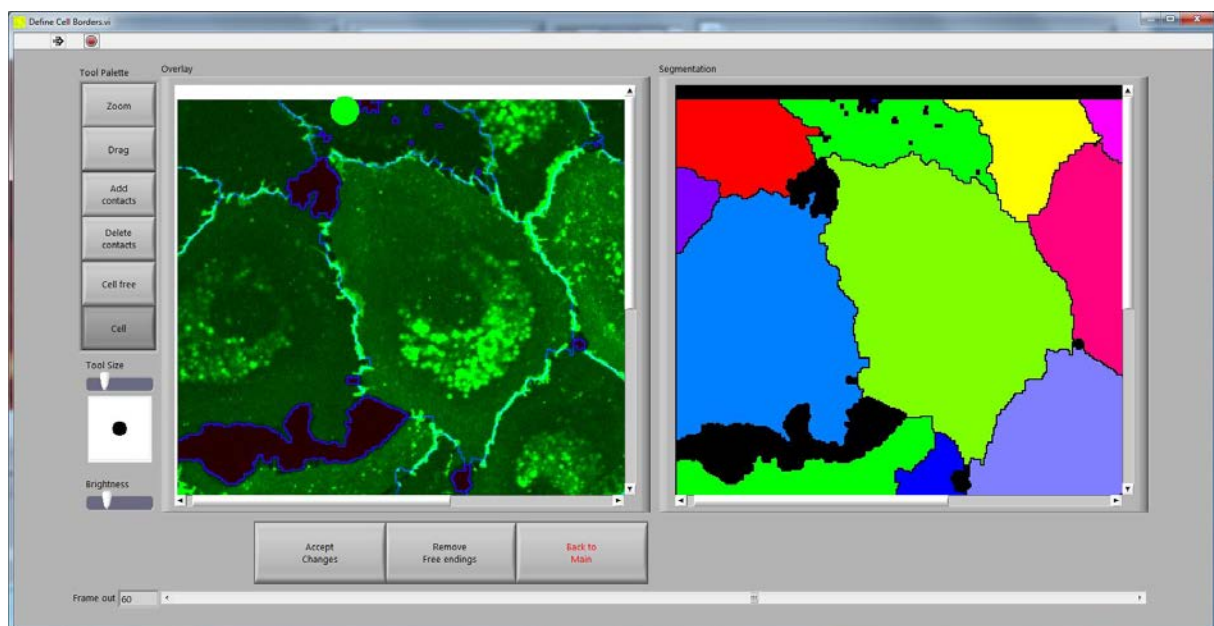 Define Cell Borders.vi
Tool Palette
Overlay
Segmentation
Zoom
Drag
Add
contacts
Delete
contacts
Cell free
Cell
Tool Size
Brightness
Accept
Changes
Remove
Free endings
Back to
Main
Frame out 60